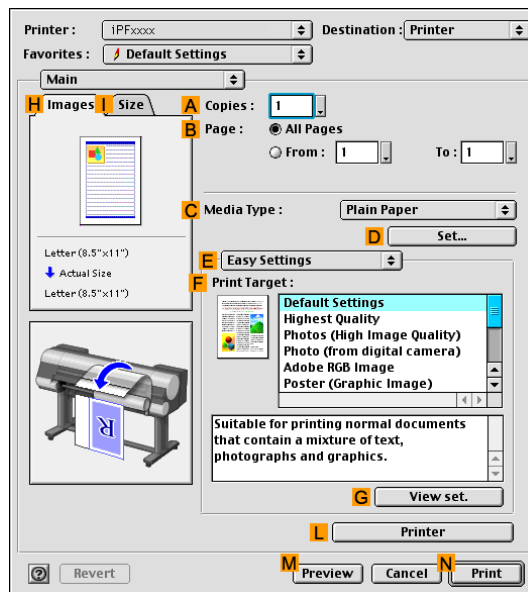 Printer : iPFxxxx Destination : Printer
Favorites : Default Settings
Main
H Images I Size
A Copies : 1
B Page : All Pages
From : 1 To : 1
C Media Type : Plain Paper
D Set...
Letter (8.5"x11")
Actual Size
Letter (8.5"x11")
E Easy Settings
F Print Target :
Default Settings
Highest Quality
Photos (High Image Quality)
Photo (from digital camera)
Adobe RGB Image
Poster (Graphic Image)
R
Suitable for printing normal documents
that contain a mixture of text,
photographs and graphics.
G View set.
L Printer
? Revert M Preview Cancel N Print